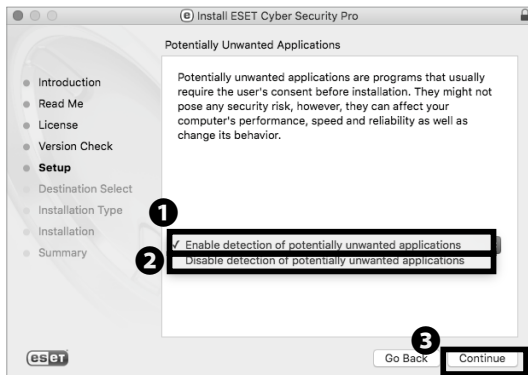 Install ESET Cyber Security Pro
Potentially Unwanted Applications
Introduction
Read Me
License
Version Check
Setup
Destination Select
Installation Type
Installation
Summary
Potentially unwanted applications are programs that usually
require the user's consent before installation. They might not
pose any security risk, however, they can affect your
computer's performance, speed and reliability as well as
change its behavior.
1
✓ Enable detection of potentially unwanted applications
2
Disable detection of potentially unwanted applications
3
eset
Go Back
Continue